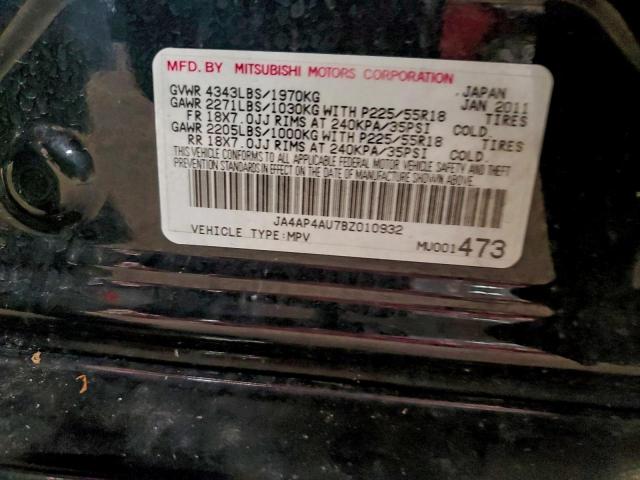 MFD. BY MITSUBISHI MOTORS CORPORATION
GVWR 4343LBS/1970KG JAPAN
GAWR 2271LBS/1030KG WITH P225/55R18 JAN 2011
FR 18X7.0JJ RIMS AT 240KPA/35PSI COLD. TIRES
GAWR 2205LBS/1000KG WITH P225/55R18
RR 18X7.0JJ RIMS AT 240KPA/35PSI COLD. TIRES
THIS VEHICLE CONFORMS TO ALL APPLICABLE FEDERAL MOTOR VEHICLE SAFETY AND THEFT
PREVENTION STANDARDS IN EFFECT ON THE DATE OF MANUFACTURE SHOWN ABOVE.
JA4AP4AU7BZ010932
VEHICLE TYPE:MPV MU001473